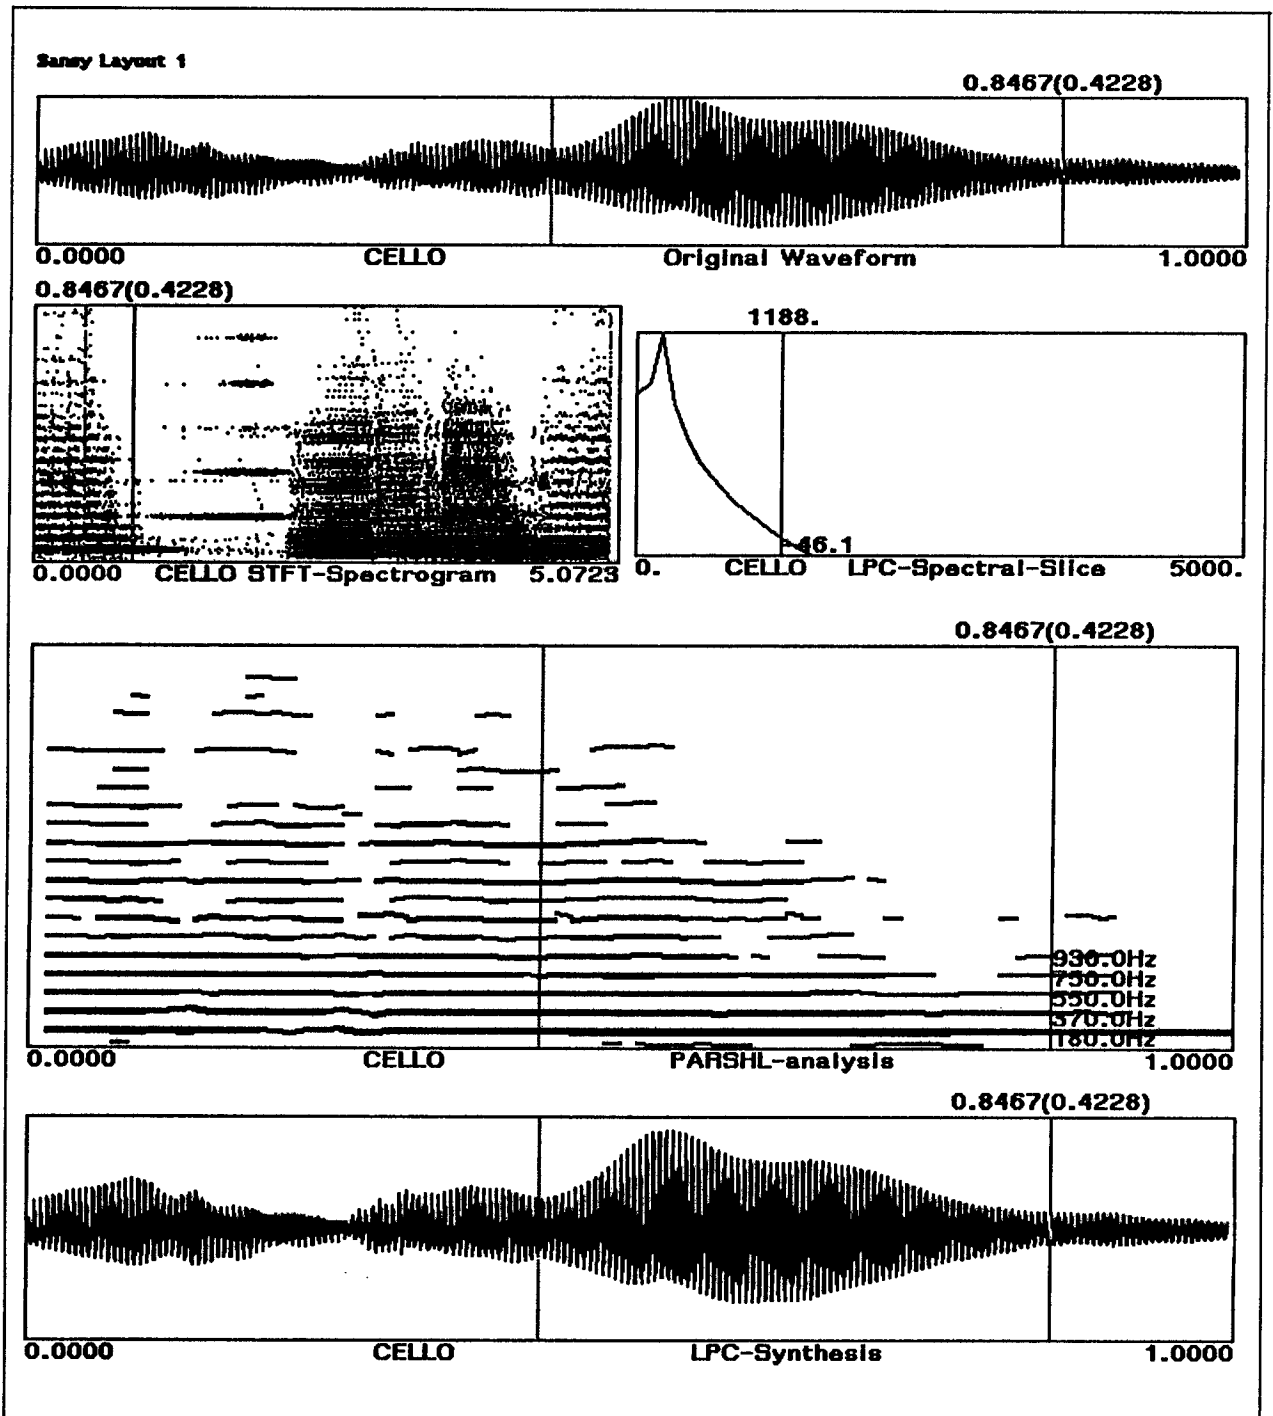 Sansy Layout 1
0.8467(0.4228)
0.0000 CELLO Original Waveform 1.0000
0.8467(0.4228)
1188.
-46.1
0.0000 CELLO STFT-Spectrogram 5.0723
0. CELLO LPC-Spectral-Slice 5000.
0.8467(0.4228)
930.0Hz
750.0Hz
550.0Hz
370.0Hz
180.0Hz
0.0000 CELLO PARSHL-analysis 1.0000
0.8467(0.4228)
0.0000 CELLO LPC-Synthesis 1.0000